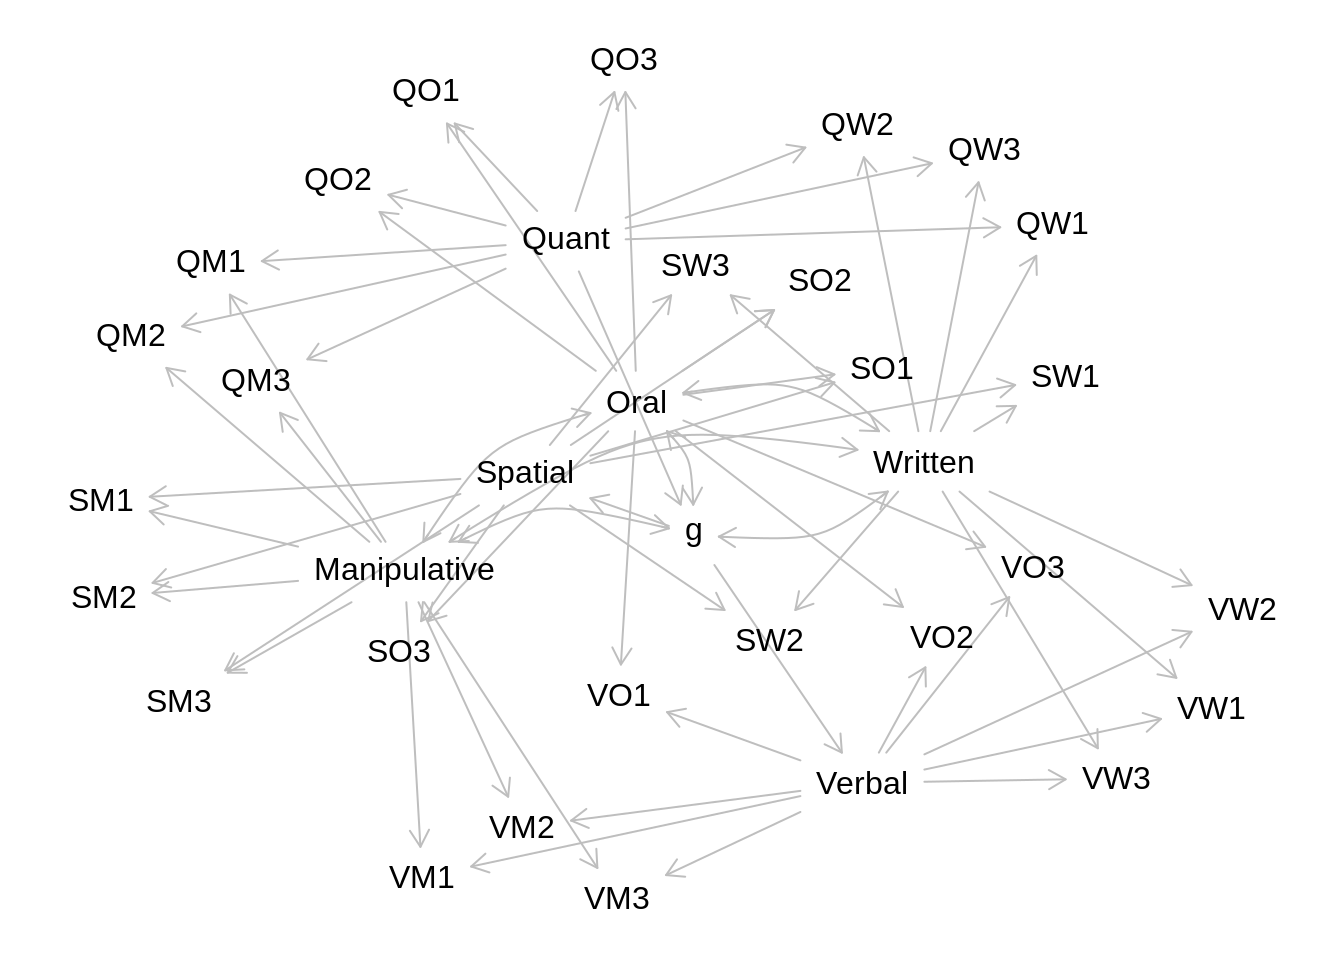 QO3
QO1
QW2
QW3
QO2
QW1
Quant
QM1
SW3
SO2
QM2
SO1
SW1
QM3
Oral
Written
Spatial
SM1
g
VO3
Manipulative
SM2
VW2
VO2
SW2
SO3
VO1
SM3
VW1
VW3
Verbal
VM2
VM1
VM3